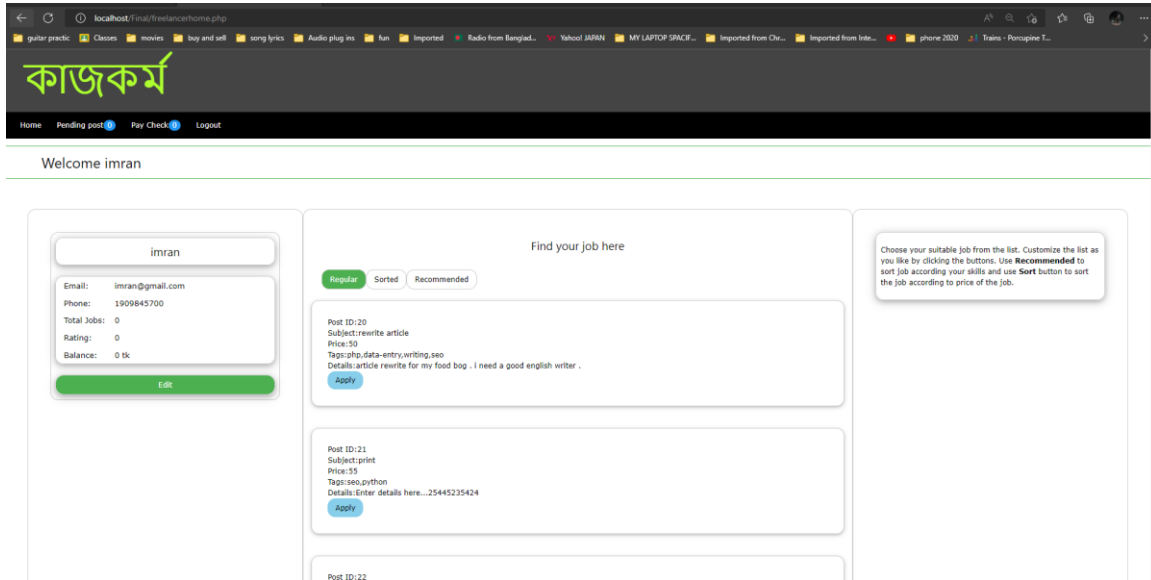 localhost/Final/freelancerhome.php
guitar practic Classes movies buy and sell song lyrics Audio plug ins fun Imported Radio from Banglad... Yahoo! JAPAN MY LAPTOP SPACIF... Imported from Chr... Imported from Inte... phone 2020 Trains - Porcupine T...
কাজকর্ম
Home Pending post 0 Pay Check 0 Logout
Welcome imran
imran
Email: imran@gmail.com
Phone: 1909845700
Total Jobs: 0
Rating: 0
Balance: 0 tk
Edit
Find your job here
Regular Sorted Recommended
Post ID:20
Subject:rewrite article
Price:50
Tags:php,data-entry,writing,seo
Details:article rewrite for my food bog . i need a good english writer .
Apply
Post ID:21
Subject:print
Price:55
Tags:seo,python
Details:Enter details here...25445235424
Apply
Post ID:22
Choose your suitable job from the list. Customize the list as
you like by clicking the buttons. Use Recommended to
sort job according your skills and use Sort button to sort
the job according to price of the job.